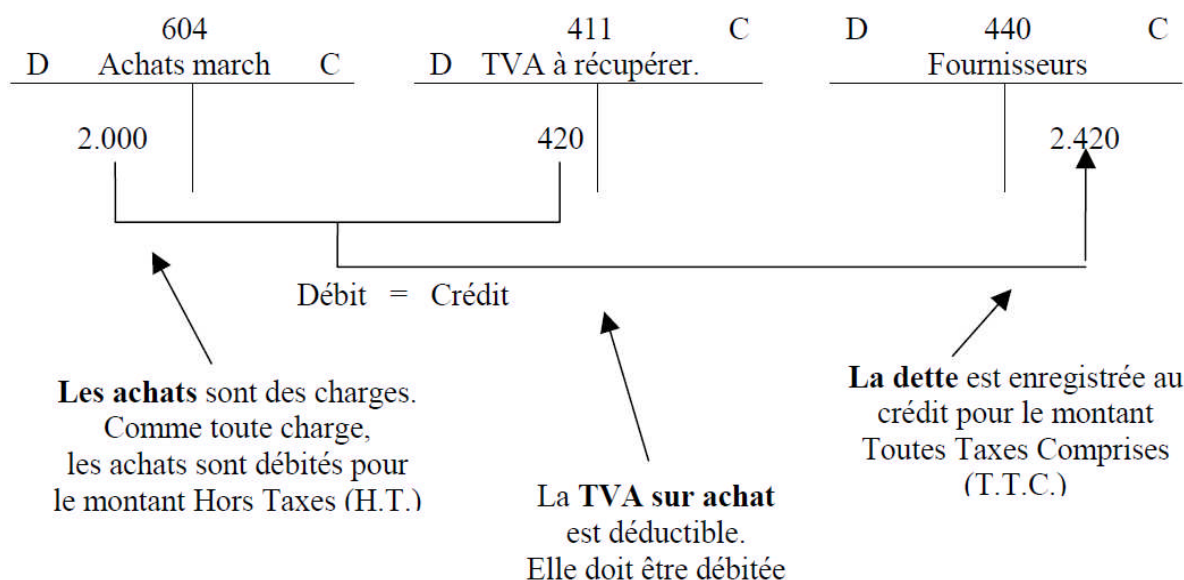 604 411 C D 440 C
D Achats march C D TVA à récupérer. Fournisseurs
2.000 420 2.420
Débit = Crédit
Les achats sont des charges.
Comme toute charge,
les achats sont débités pour
le montant Hors Taxes (H.T.)
La TVA sur achat
est déductible.
Elle doit être débitée
La dette est enregistrée au
crédit pour le montant
Toutes Taxes Comprises
(T.T.C.)